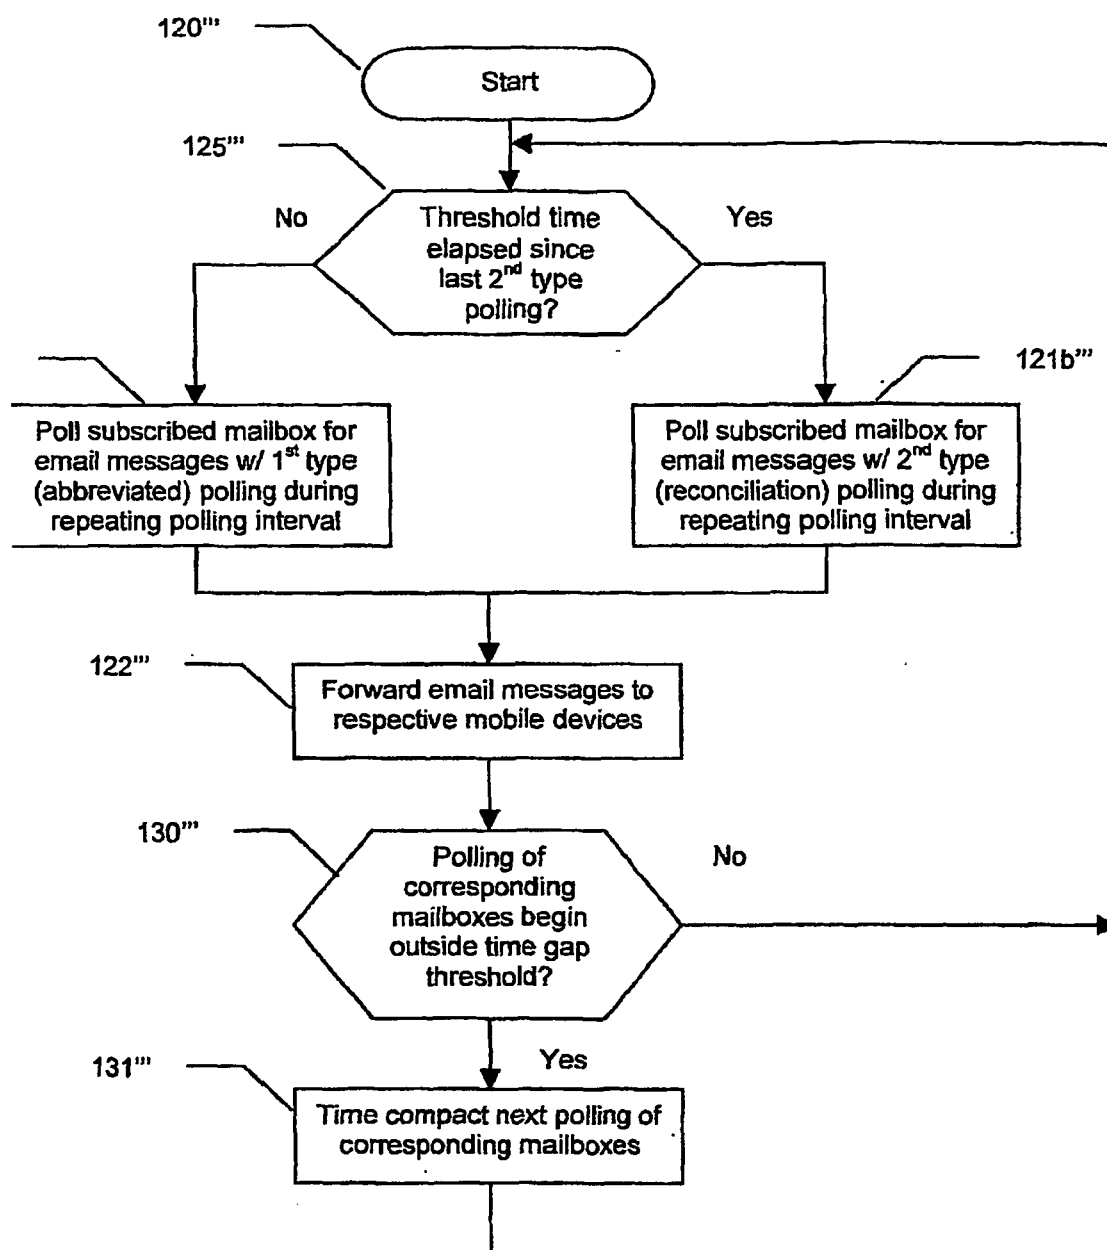 120'''
Start
125'''
No
Yes
Threshold time
elapsed since
last 2nd type
polling?
121b'''
Poll subscribed mailbox for
email messages w/ 1st type
(abbreviated) polling during
repeating polling interval
Poll subscribed mailbox for
email messages w/ 2nd type
(reconciliation) polling during
repeating polling interval
122'''
Forward email messages to
respective mobile devices
130'''
No
Polling of
corresponding
mailboxes begin
outside time gap
threshold?
Yes
131'''
Time compact next polling of
corresponding mailboxes